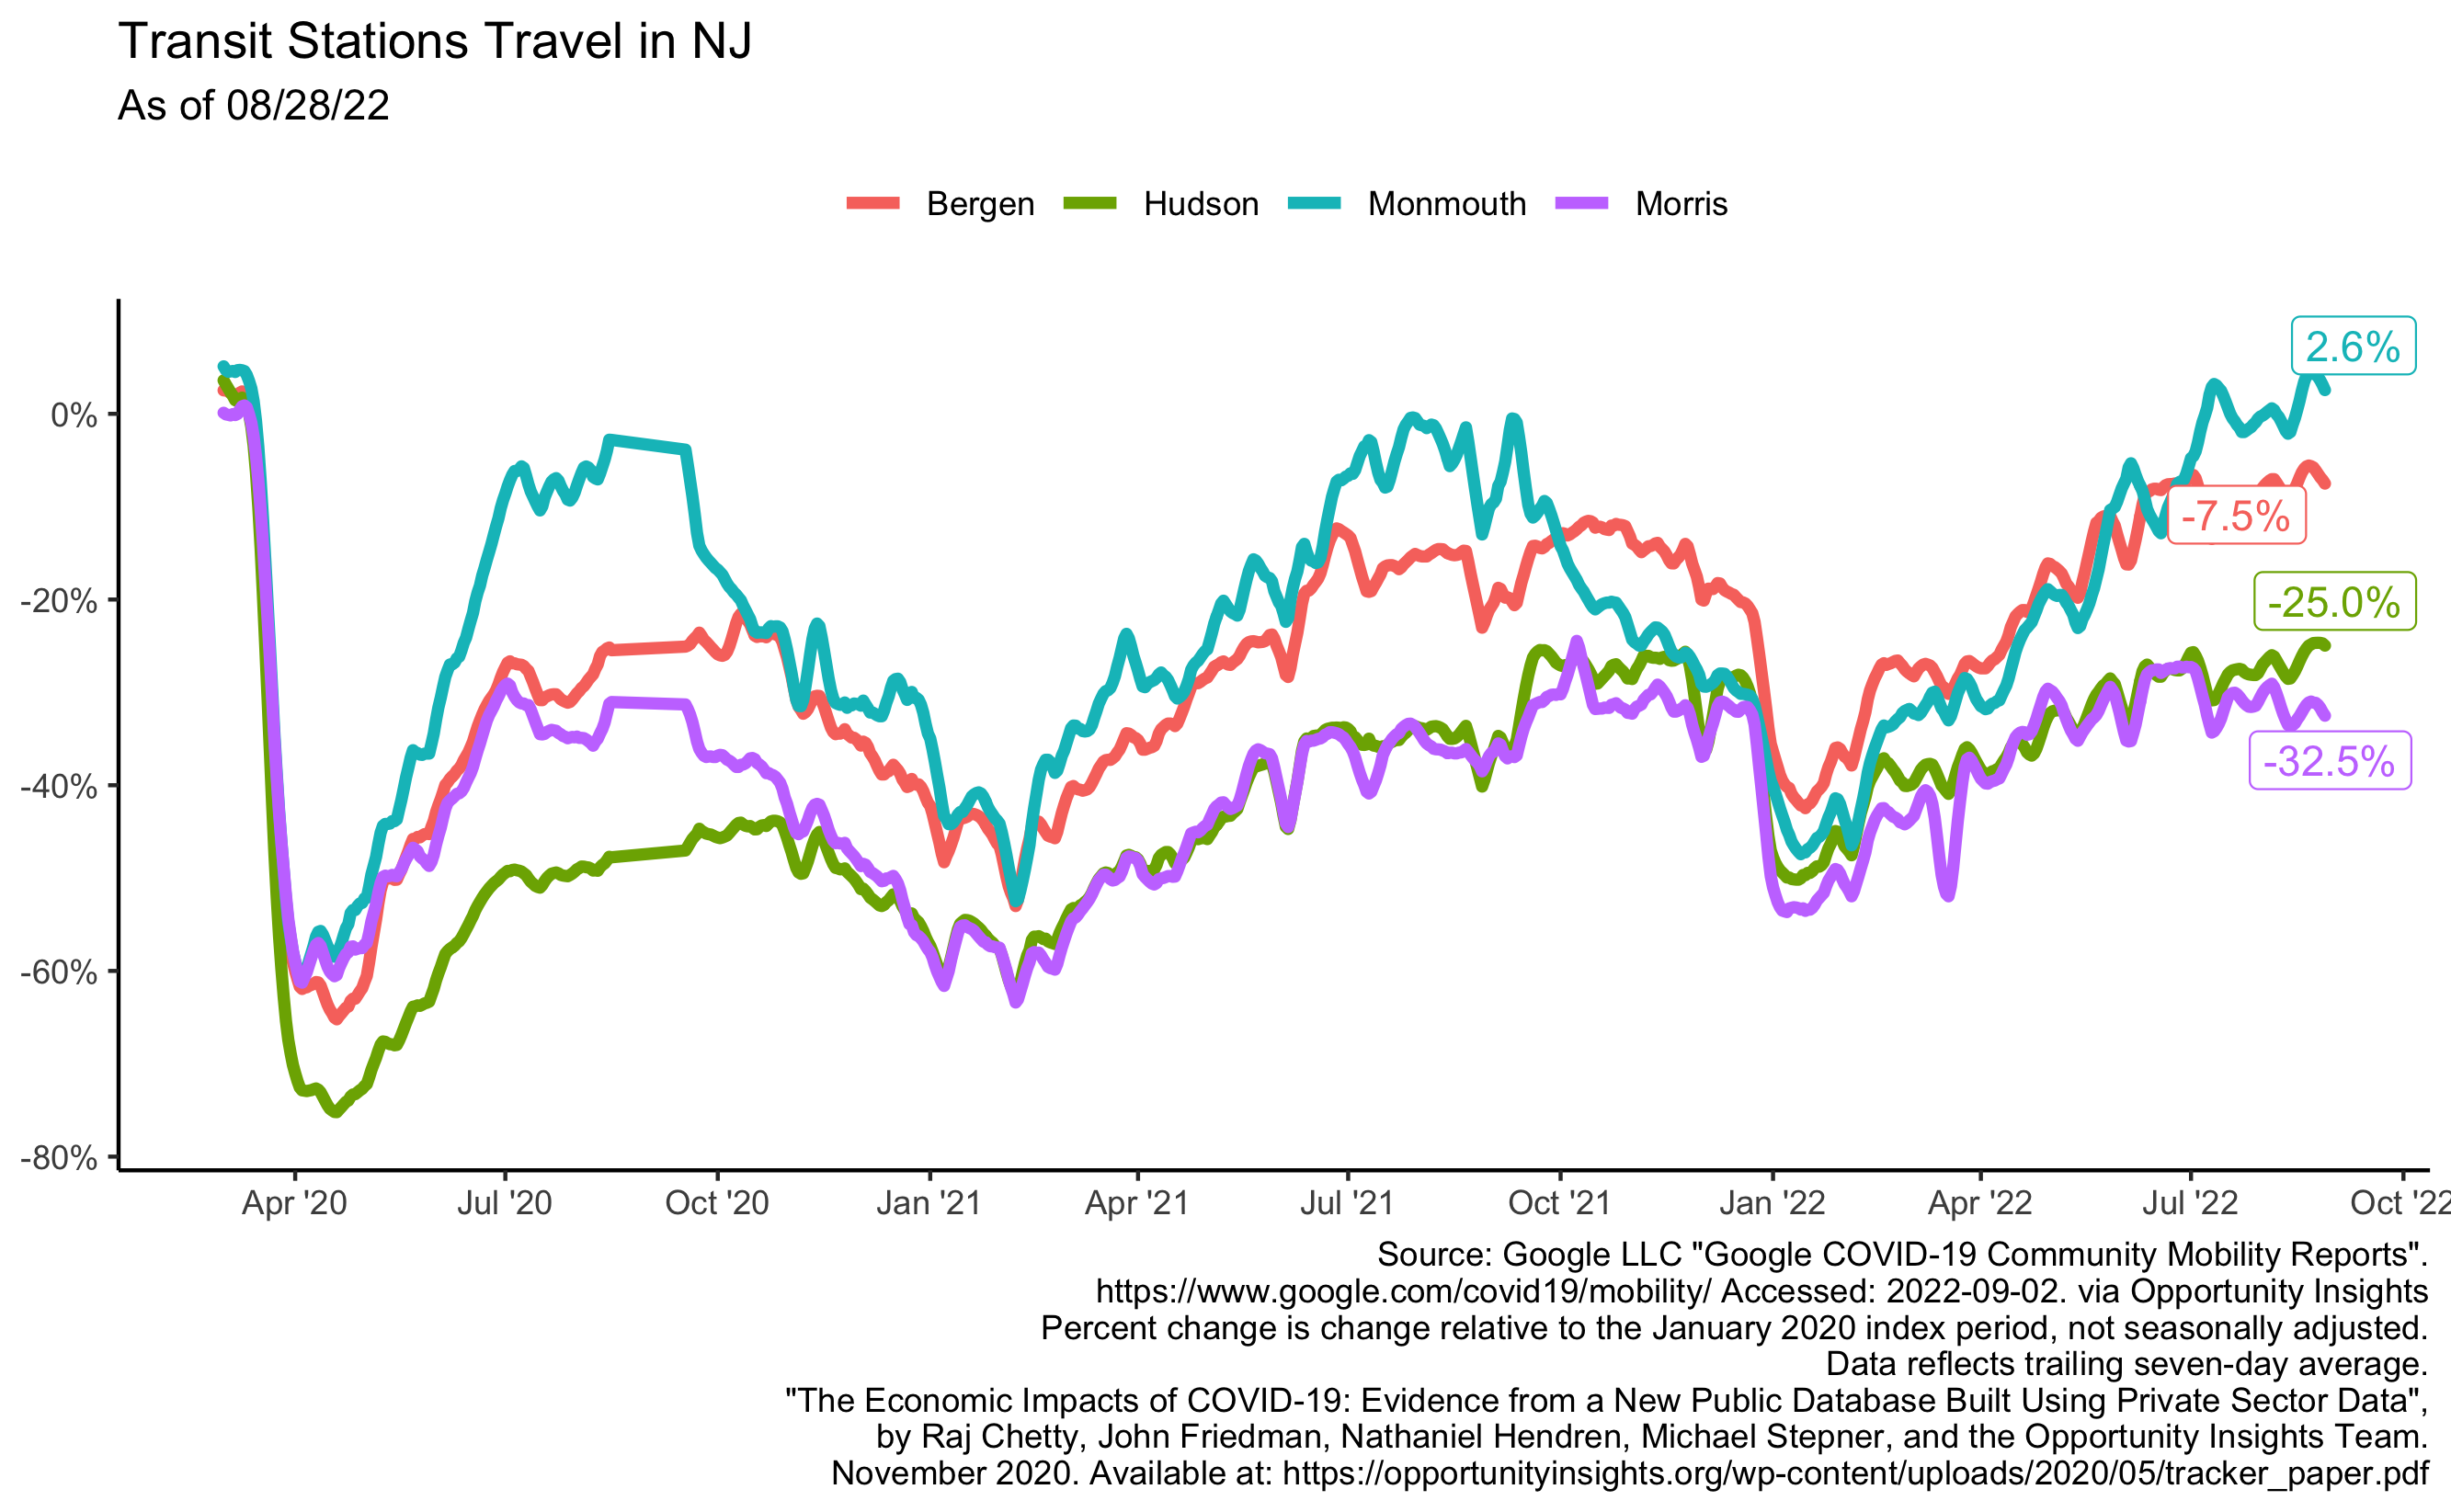 Transit Stations Travel in NJ
As of 08/28/22
Bergen Hudson Monmouth Morris
2.6%
0%
-7.5%
-25.0%
-20%
-32.5%
-40%
-60%
-80%
Apr '20 Jul '20 Oct '20 Jan '21 Apr '21 Jul '21 Oct '21 Jan '22 Apr '22 Jul '22 Oct '22
Source: Google LLC "Google COVID-19 Community Mobility Reports".
https://www.google.com/covid19/mobility/ Accessed: 2022-09-02. via Opportunity Insights
Percent change is change relative to the January 2020 index period, not seasonally adjusted.
Data reflects trailing seven-day average.
"The Economic Impacts of COVID-19: Evidence from a New Public Database Built Using Private Sector Data",
by Raj Chetty, John Friedman, Nathaniel Hendren, Michael Stepner, and the Opportunity Insights Team.
November 2020. Available at: https://opportunityinsights.org/wp-content/uploads/2020/05/tracker_paper.pdf